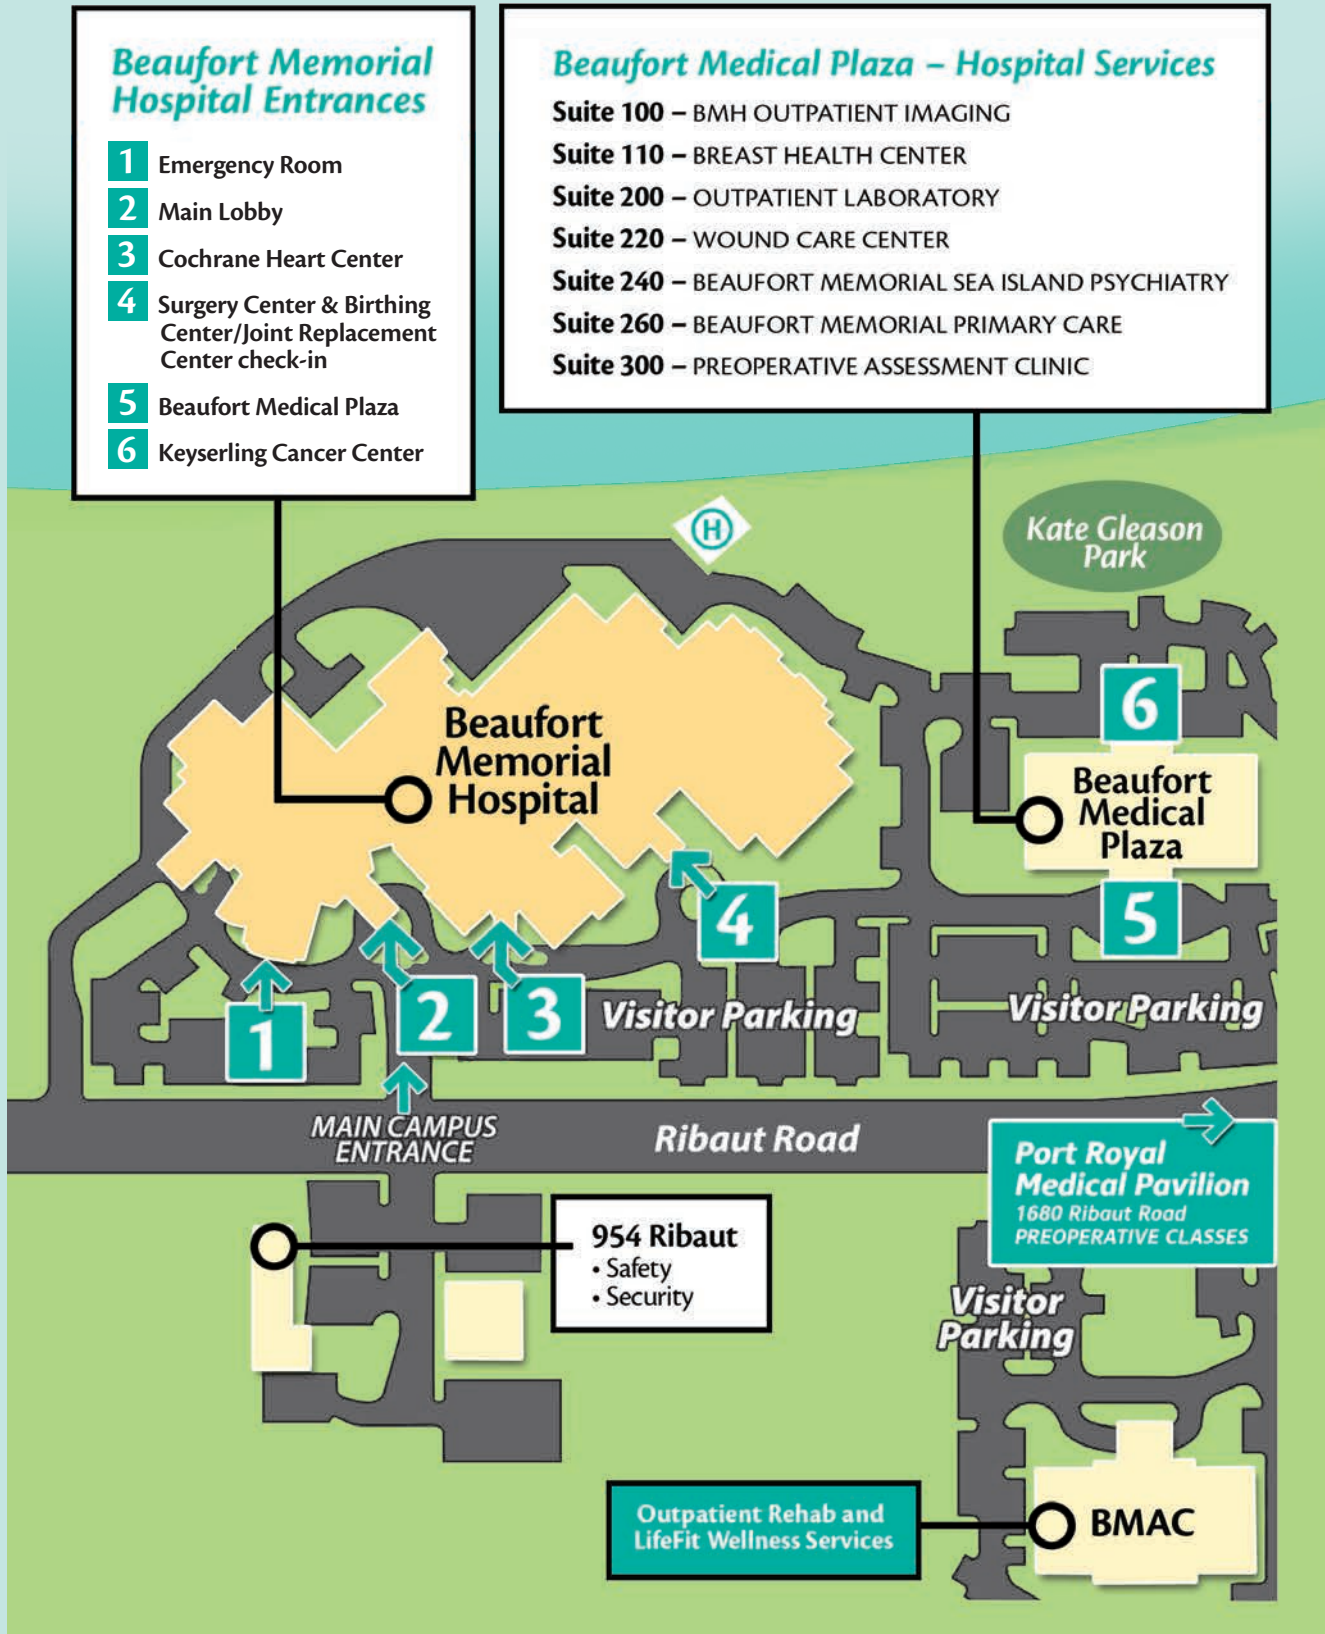 Beaufort Memorial
Hospital Entrances
1 Emergency Room
2 Main Lobby
3 Cochrane Heart Center
4 Surgery Center & Birthing
Center/Joint Replacement
Center check-in
5 Beaufort Medical Plaza
6 Keyserling Cancer Center
Beaufort Medical Plaza – Hospital Services
Suite 100 – BMH OUTPATIENT IMAGING
Suite 110 – BREAST HEALTH CENTER
Suite 200 – OUTPATIENT LABORATORY
Suite 220 – WOUND CARE CENTER
Suite 240 – BEAUFORT MEMORIAL SEA ISLAND PSYCHIATRY
Suite 260 – BEAUFORT MEMORIAL PRIMARY CARE
Suite 300 – PREOPERATIVE ASSESSMENT CLINIC
H
Kate Gleason
Park
6
Beaufort
Memorial
Hospital
Beaufort
Medical
Plaza
4
5
1
2
3
Visitor Parking
Visitor Parking
MAIN CAMPUS
ENTRANCE
Ribaut Road
Port Royal
Medical Pavilion
1680 Ribaut Road
PREOPERATIVE CLASSES
954 Ribaut
• Safety
• Security
Visitor
Parking
Outpatient Rehab and
LifeFit Wellness Services
BMAC